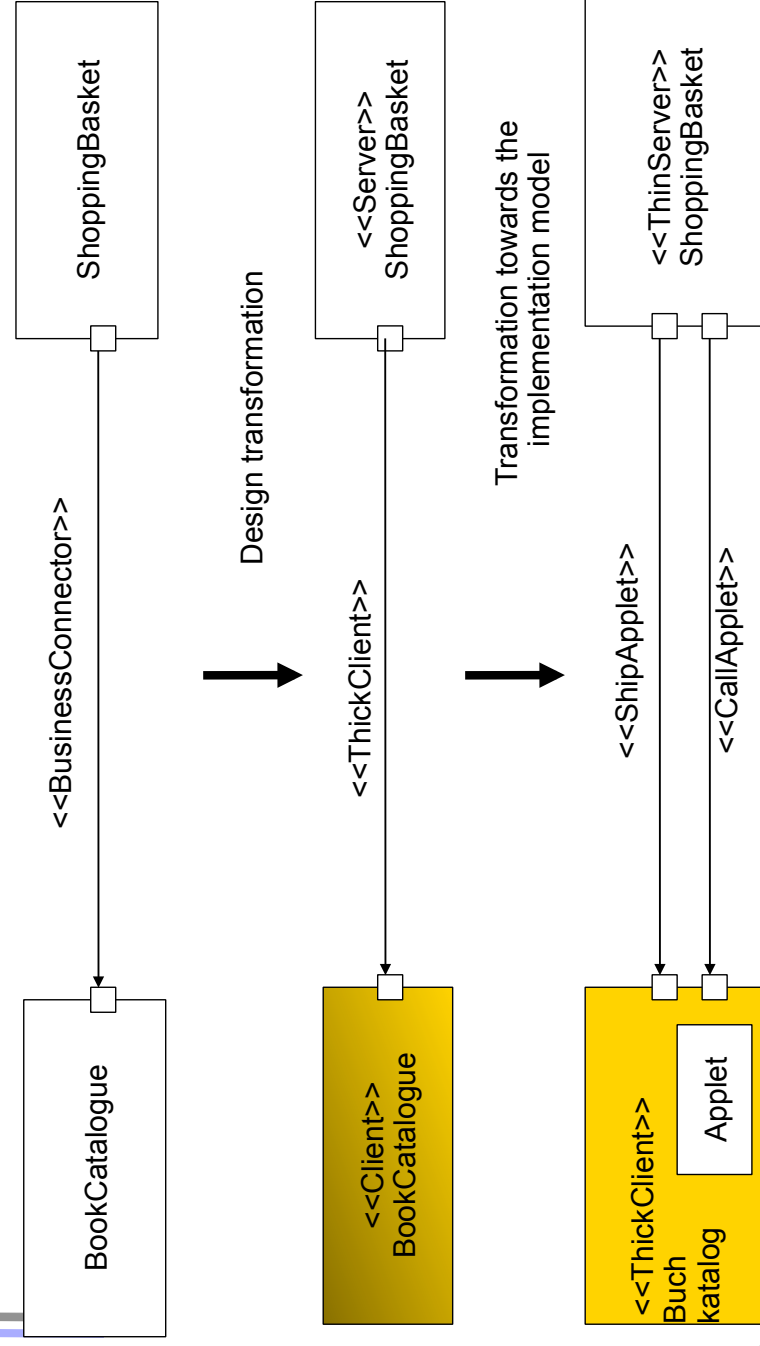 BookCatalogue
<<BusinessConnector>>
ShoppingBasket
Design transformation
<<Client>>
BookCatalogue
<<ThickClient>>
<<Server>>
ShoppingBasket
Transformation towards the
implementation model
<<ThickClient>>
Buch
katalog
Applet
<<ShipApplet>>
<<CallApplet>>
<<ThinServer>>
ShoppingBasket